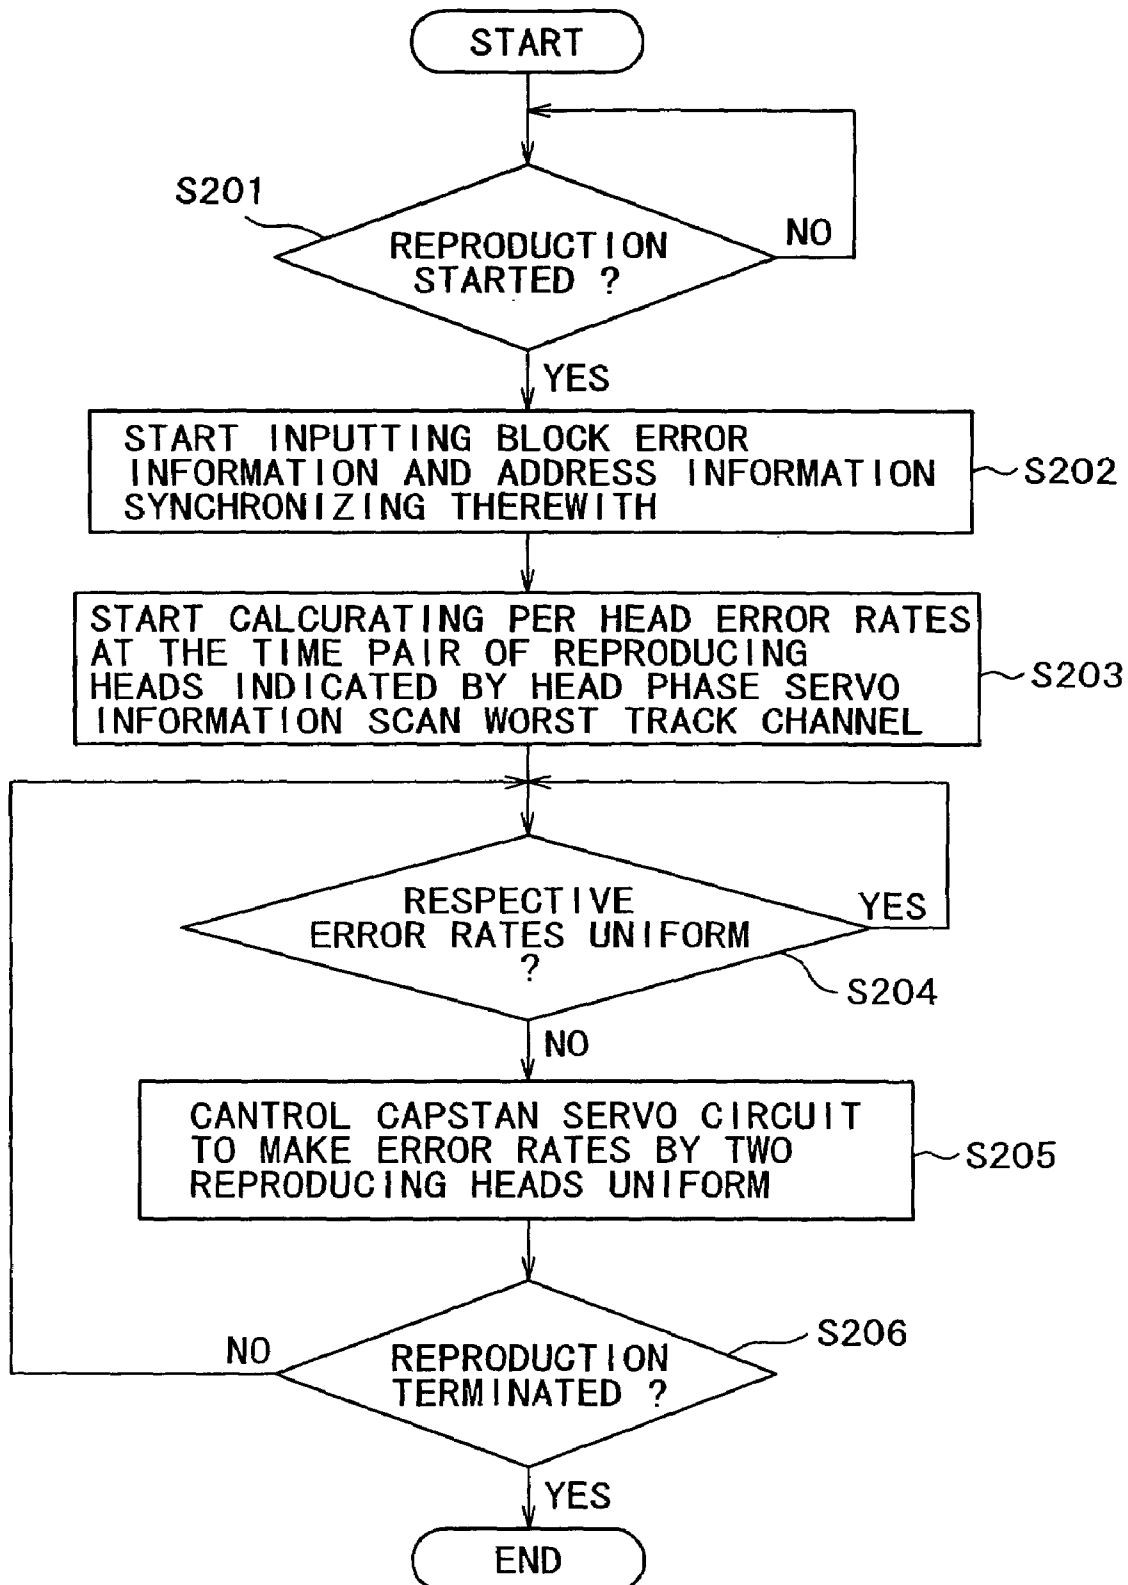 START
S201
REPRODUCTION
STARTED ?
NO
YES
START INPUTTING BLOCK ERROR
INFORMATION AND ADDRESS INFORMATION
SYNCHRONIZING THEREWITH
S202
START CALCURATING PER HEAD ERROR RATES
AT THE TIME PAIR OF REPRODUCING
HEADS INDICATED BY HEAD PHASE SERVO
INFORMATION SCAN WORST TRACK CHANNEL
S203
RESPECTIVE
ERROR RATES UNIFORM
?
YES
S204
NO
CANTROL CAPSTAN SERVO CIRCUIT
TO MAKE ERROR RATES BY TWO
REPRODUCING HEADS UNIFORM
S205
S206
NO
REPRODUCTION
TERMINATED ?
YES
END